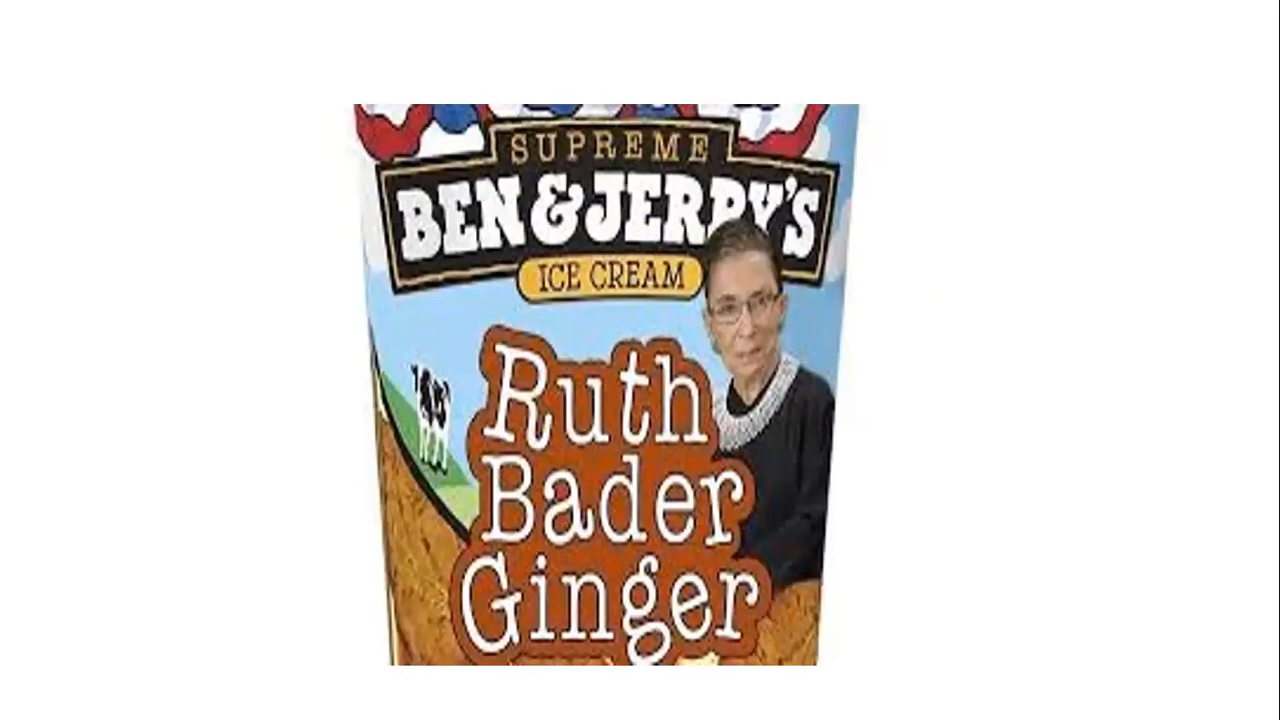 SUPREME
BEN & JERRY'S
ICE CREAM
Ruth
Bader
Ginger